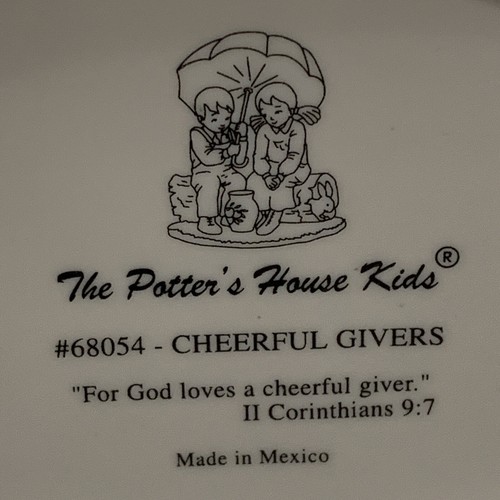 The Potter's House Kids®
#68054 - CHEERFUL GIVERS
"For God loves a cheerful giver."
II Corinthians 9:7
Made in Mexico